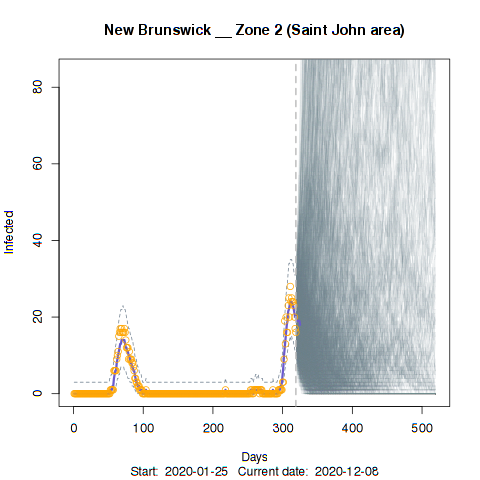 New Brunswick __ Zone 2 (Saint John area)
80
60
40
20
0
Infected
0 100 200 300 400 500
Days
Start: 2020-01-25 Current date: 2020-12-08